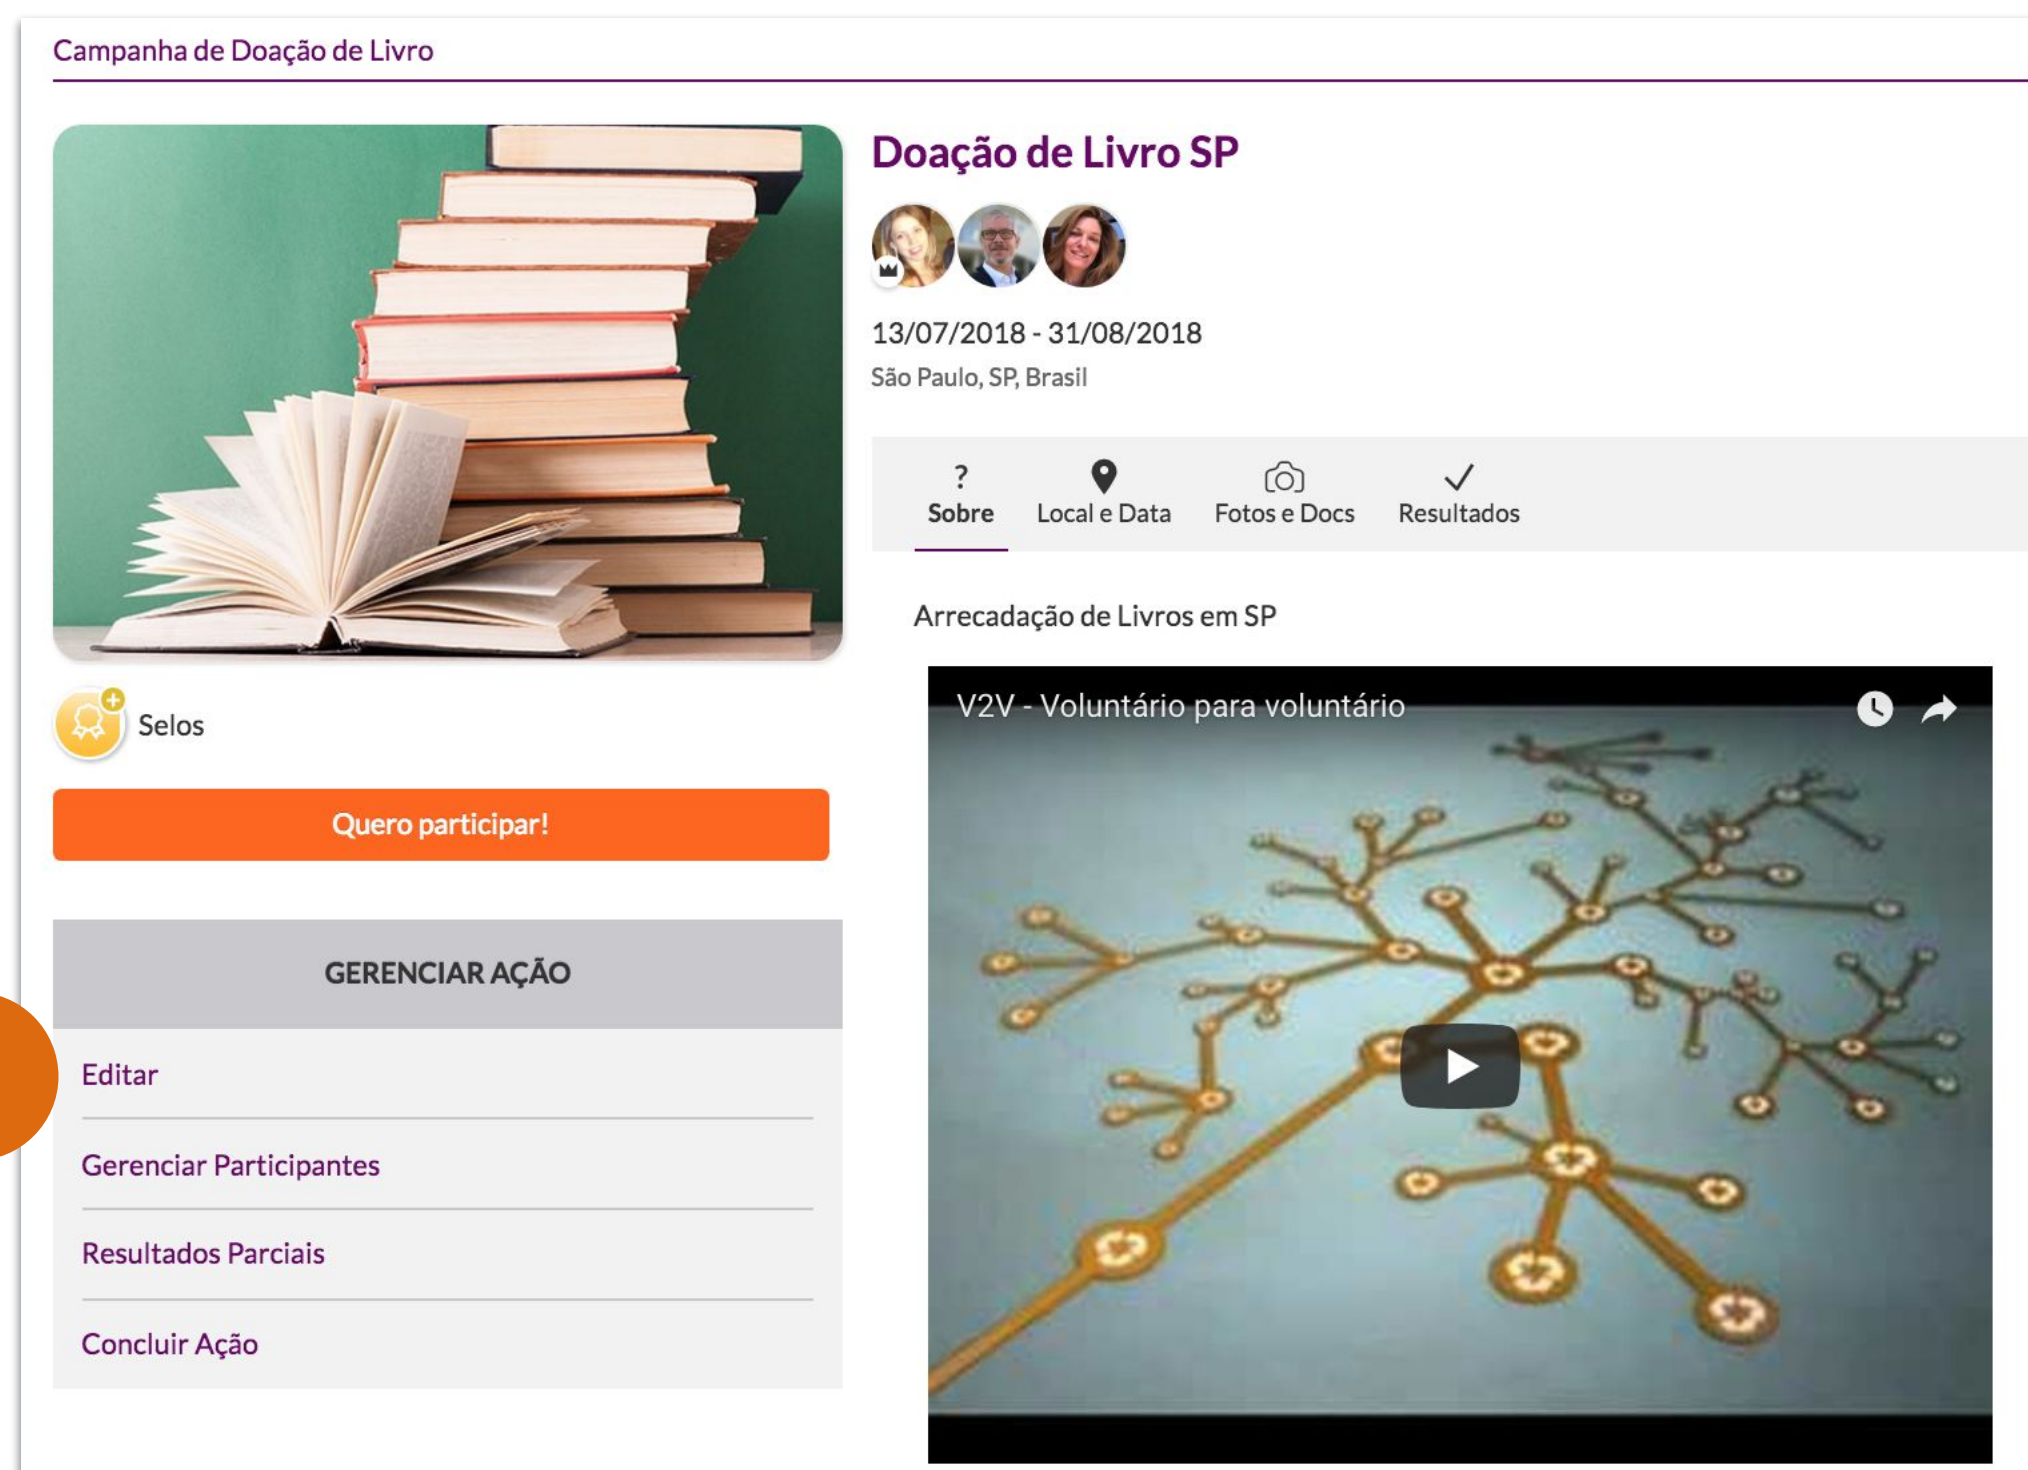 Campanha de Doação de Livro
Doação de Livro SP
13/07/2018 - 31/08/2018
São Paulo, SP, Brasil
? 
Sobre
Local e Data
Fotos e Docs
Resultados
Arrecadação de Livros em SP
V2V - Voluntário para voluntário
Selos
Quero participar!
GERENCIAR AÇÃO
Editar
Gerenciar Participantes
Resultados Parciais
Concluir Ação